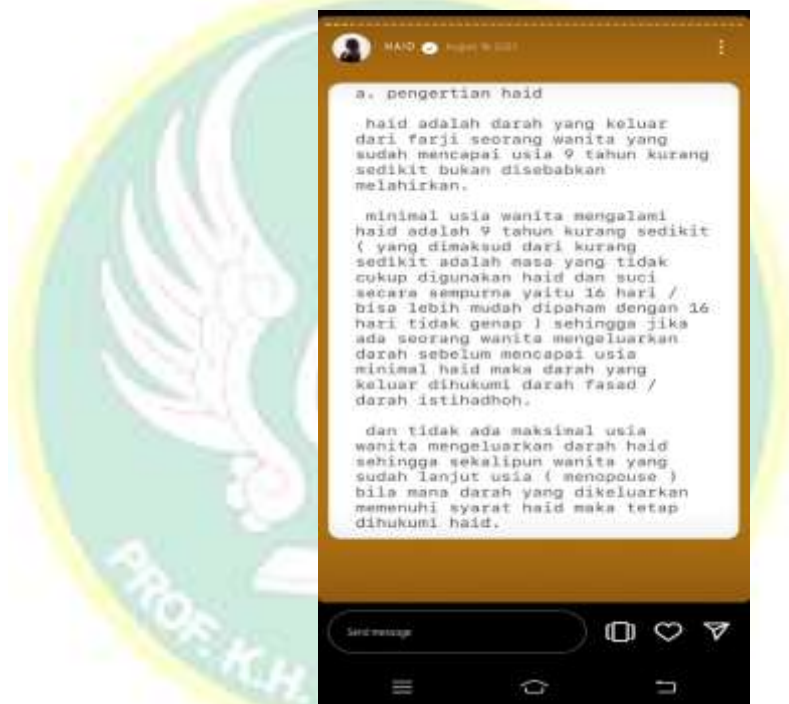 HAID
a. pengertian haid
haid adalah darah yang keluar
dari farji seorang wanita yang
sudah mencapai usia 9 tahun kurang
sedikit bukan disebabkan
melahirkan.
minimal usia wanita mengalami
haid adalah 9 tahun kurang sedikit
( yang dimaksud dari kurang
sedikit adalah masa yang tidak
cukup digunakan haid dan suci
secara sempurna yaitu 16 hari /
bisa lebih mudah dipaham dengan 16
hari tidak genap ) sehingga jika
ada seorang wanita mengeluarkan
darah sebelum mencapai usia
minimal haid maka darah yang
keluar dihukumi darah fasad /
darah istihadhoh.
dan tidak ada maksimal usia
wanita mengeluarkan darah haid
sehingga sekalipun wanita yang
sudah lanjut usia ( menopouse )
bila mana darah yang dikeluarkan
memenuhi syarat haid maka tetap
dihukumi haid.
Send message
PROF. K.H.